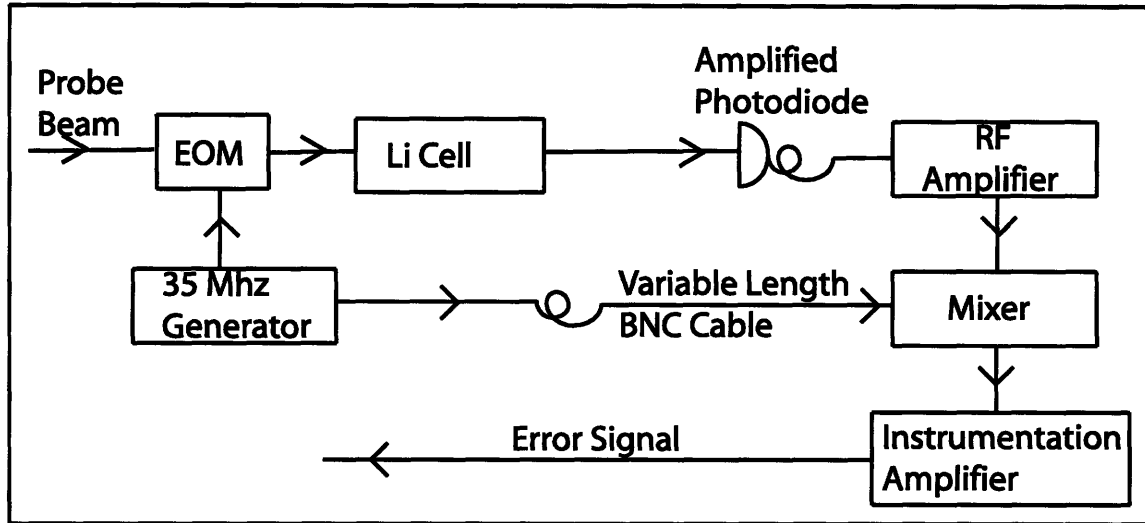 Probe
Beam
EOM
Li Cell
Amplified
Photodiode
RF
Amplifier
35 Mhz
Generator
Variable Length
BNC Cable
Mixer
Error Signal
Instrumentation
Amplifier